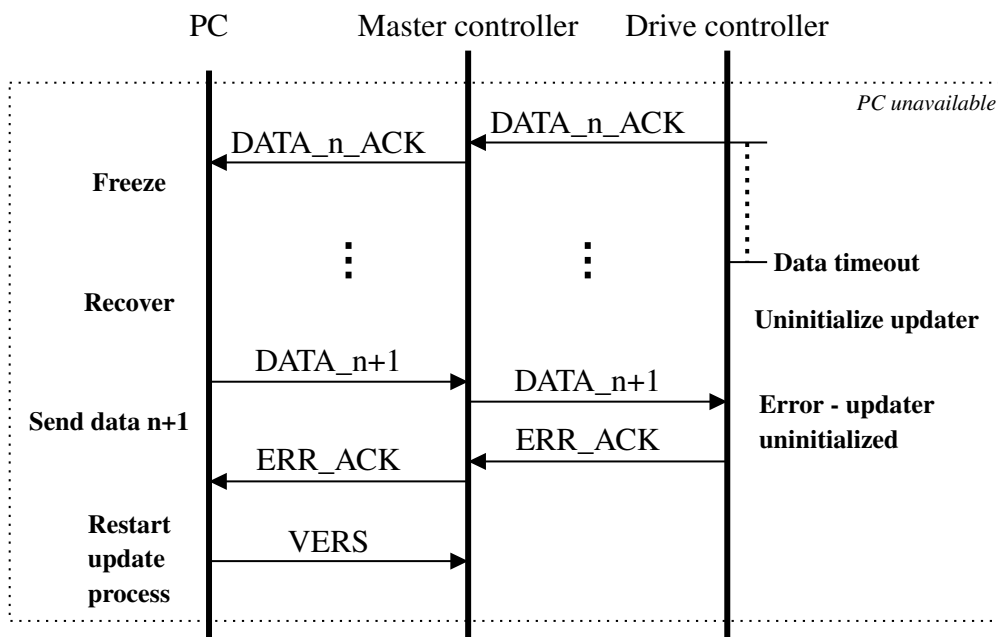 PC
Master controller
Drive controller
PC unavailable
DATA_n_ACK
DATA_n_ACK
Freeze
Data timeout
Recover
Uninitialize updater
DATA_n+1
DATA_n+1
Send data n+1
Error - updater
uninitialized
ERR_ACK
ERR_ACK
Restart
update
process
VERS